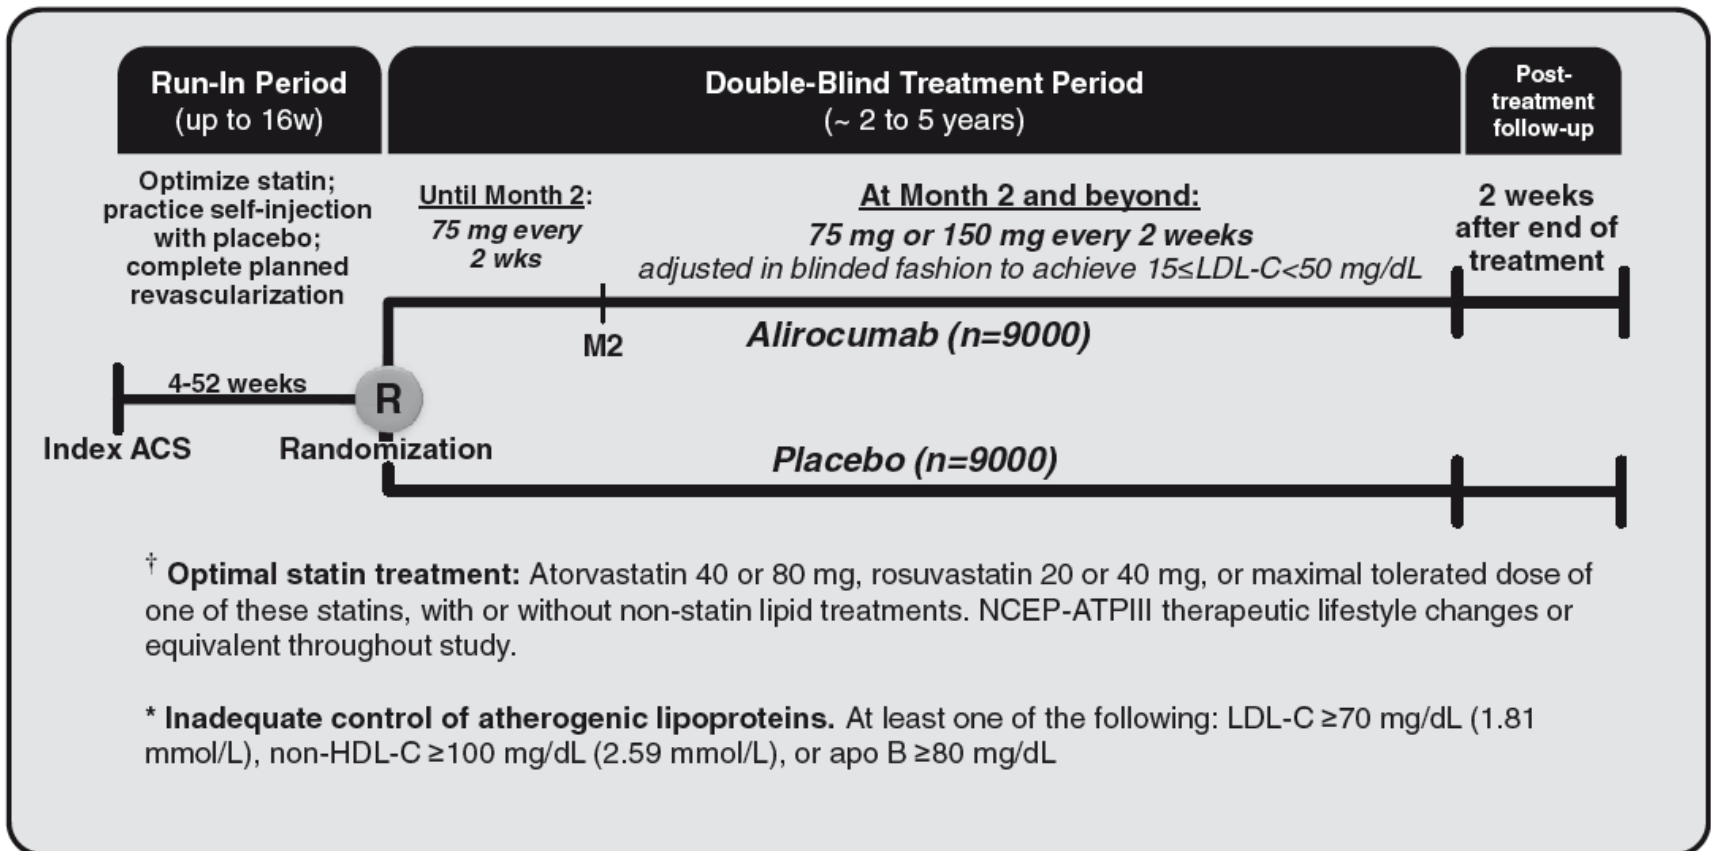 Run-In Period
(up to 16w)
Double-Blind Treatment Period
(~ 2 to 5 years)
Post-
treatment
follow-up
Optimize statin;
practice self-injection
with placebo;
complete planned
revascularization
Until Month 2:
75 mg every
2 wks
At Month 2 and beyond:
75 mg or 150 mg every 2 weeks
adjusted in blinded fashion to achieve 15≤LDL-C<50 mg/dL
2 weeks
after end of
treatment
M2
Alirocumab (n=9000)
4-52 weeks
R
Index ACS
Randomization
Placebo (n=9000)
† Optimal statin treatment: Atorvastatin 40 or 80 mg, rosuvastatin 20 or 40 mg, or maximal tolerated dose of
one of these statins, with or without non-statin lipid treatments. NCEP-ATPIII therapeutic lifestyle changes or
equivalent throughout study.
* Inadequate control of atherogenic lipoproteins. At least one of the following: LDL-C ≥70 mg/dL (1.81
mmol/L), non-HDL-C ≥100 mg/dL (2.59 mmol/L), or apo B ≥80 mg/dL